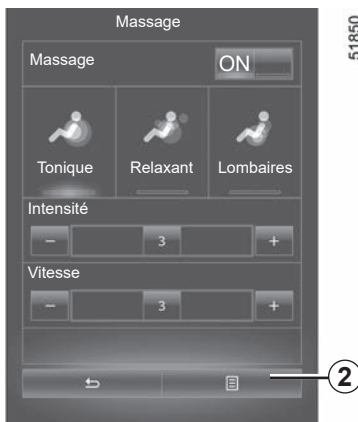 Massage
Massage ON
Tonique Relaxant Lombaires
Intensité
– 3 +
Vitesse
– 3 +
2
51850